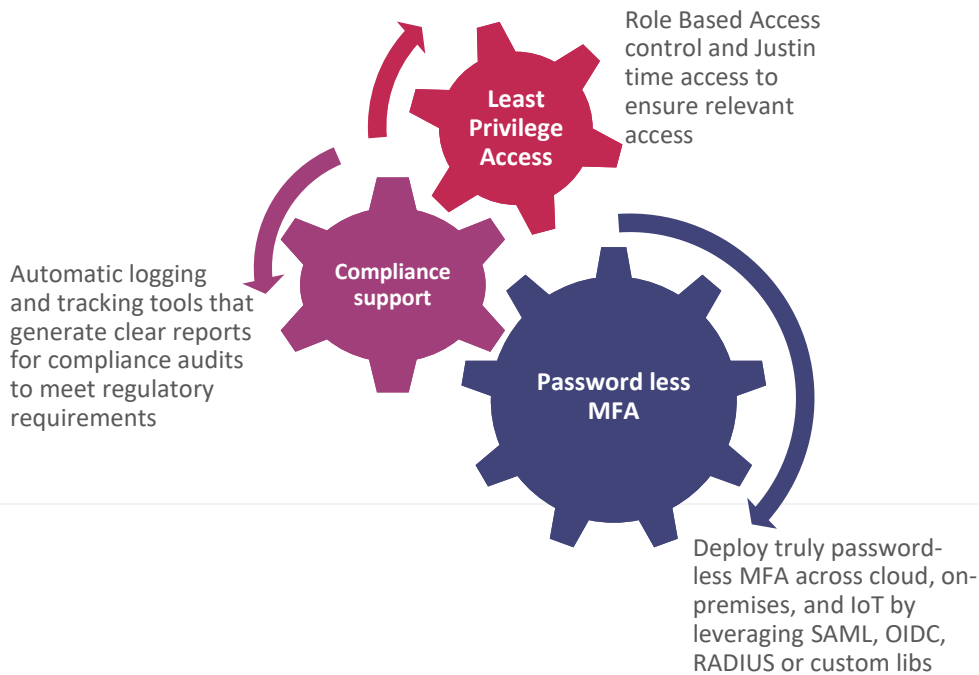 Role Based Access
control and Justin
time access to
ensure relevant
access
Least
Privilege
Access
Compliance
support
Automatic logging
and tracking tools that
generate clear reports
for compliance audits
to meet regulatory
requirements
Password less
MFA
Deploy truly password-
less MFA across cloud, on-
premises, and IoT by
leveraging SAML, OIDC,
RADIUS or custom libs